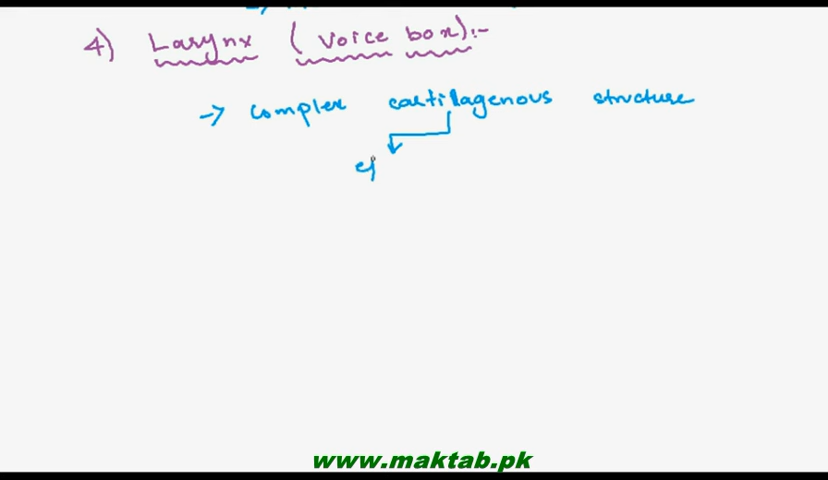 4) Larynx (Voice box):-
→ Complex cartilagenous structure
www.maktab.pk